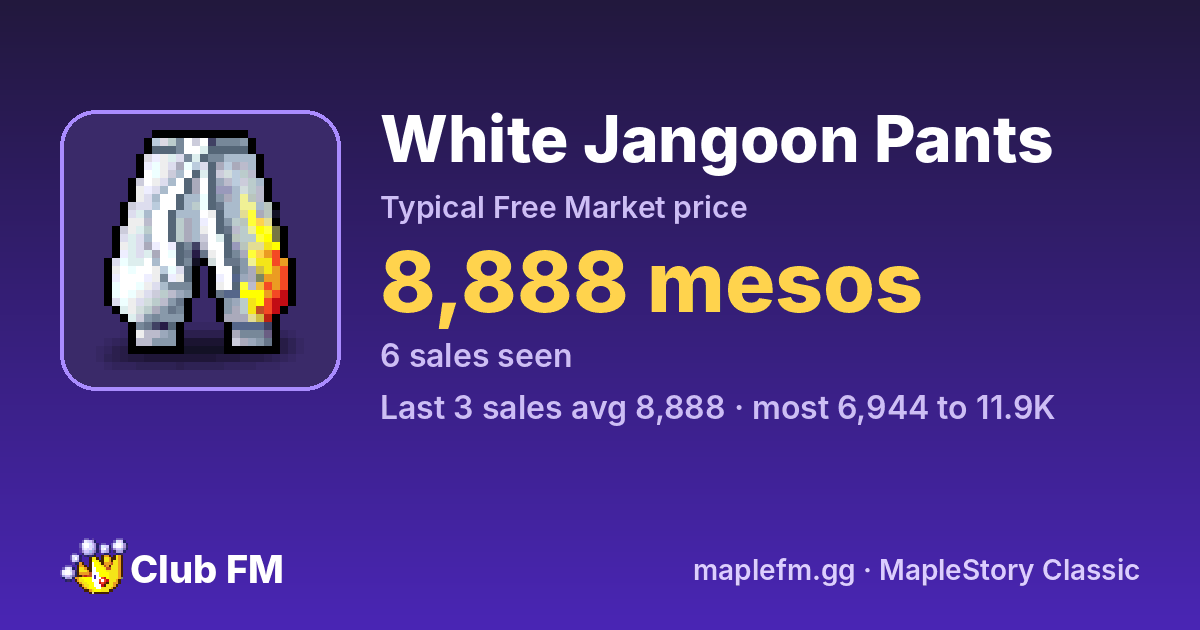 White Jangoon Pants
Typical Free Market price
8,888 mesos
6 sales seen
Last 3 sales avg 8,888 · most 6,944 to 11.9K
Club FM
maplefm.gg · MapleStory Classic